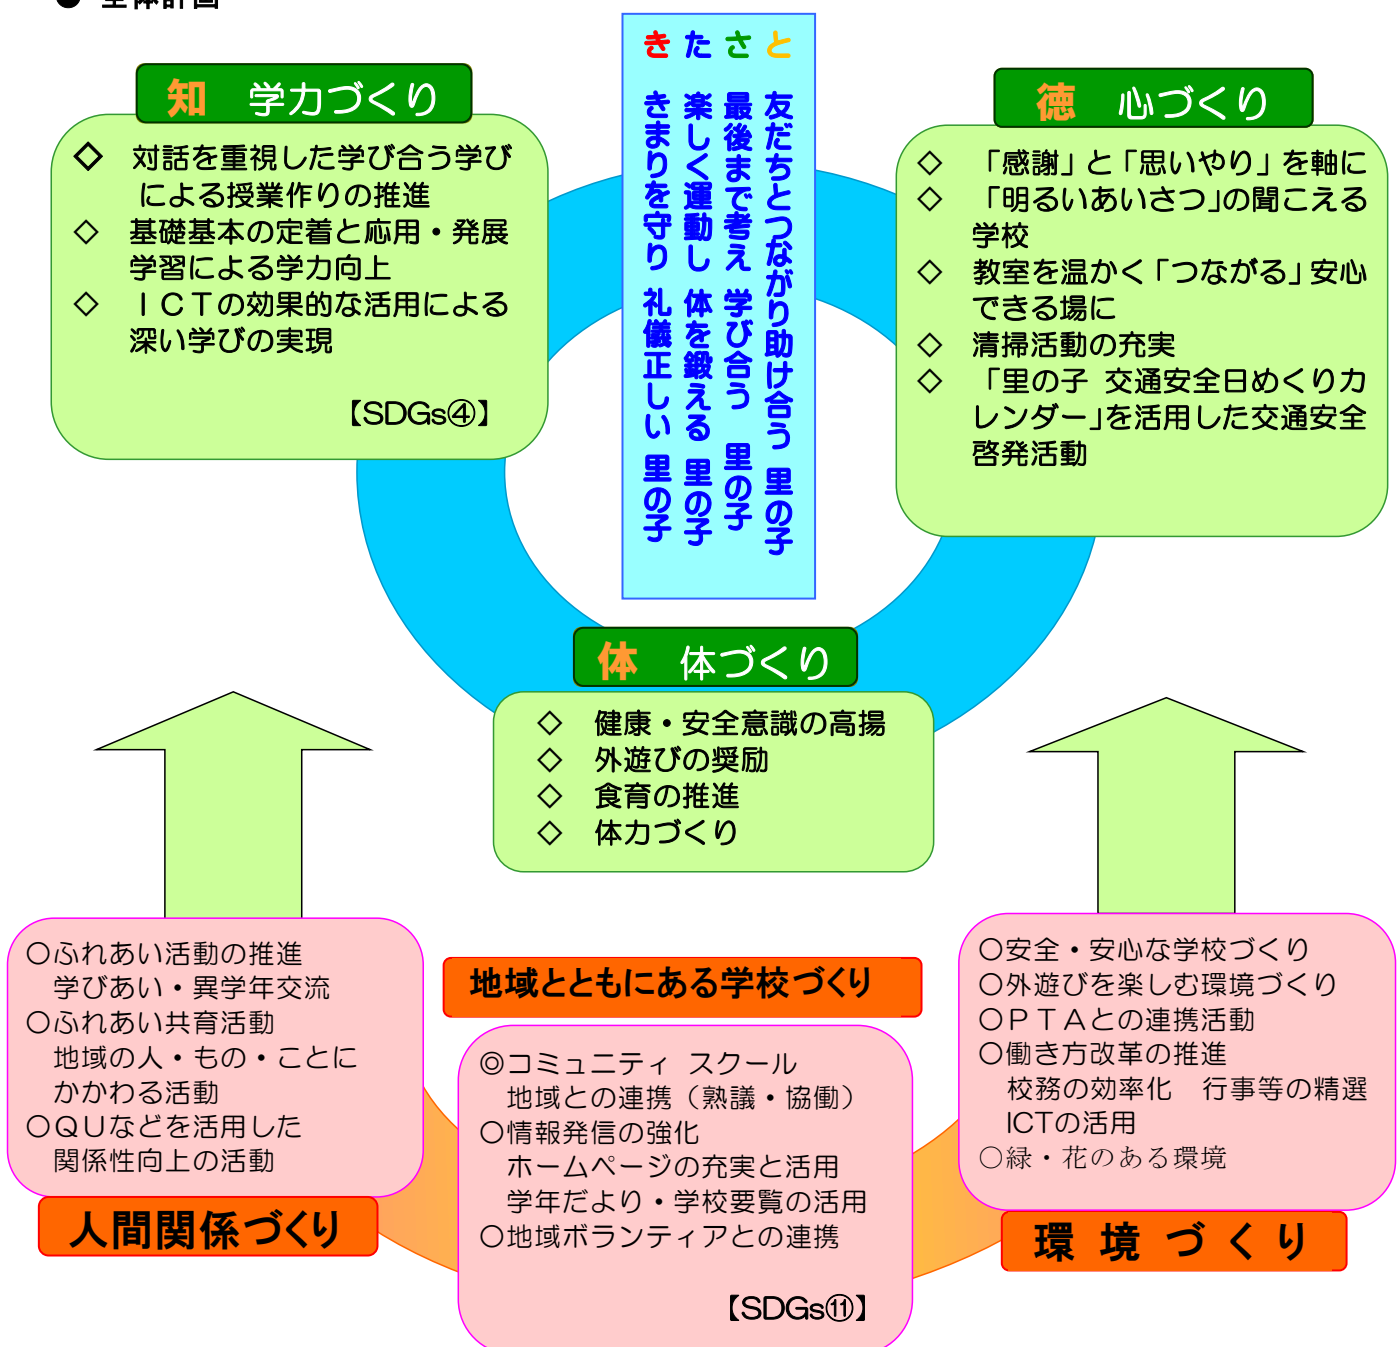 ● 全体計画
き た さ と
きまりを守り 礼儀正しい 里の子
楽しく運動し 体を鍛える 里の子
最後まで考え 学び合う 里の子
友だちとつながり助け合う 里の子
知 学力づくり
◇ 対話を重視した学び合う学び
による授業作りの推進
◇ 基礎基本の定着と応用・発展
学習による学力向上
◇ ＩＣＴの効果的な活用による
深い学びの実現
【SDGs④】
徳 心づくり
◇ 「感謝」と「思いやり」を軸に
◇ 「明るいあいさつ」の聞こえる
学校
◇ 教室を温かく「つながる」安心
できる場に
◇ 清掃活動の充実
◇ 「里の子 交通安全日めくりカ
レンダー」を活用した交通安全
啓発活動
体 体づくり
◇ 健康・安全意識の高揚
◇ 外遊びの奨励
◇ 食育の推進
◇ 体力づくり
○ふれあい活動の推進
学びあい・異学年交流
○ふれあい共育活動
地域の人・もの・ことに
かかわる活動
○ＱＵなどを活用した
関係性向上の活動
人間関係づくり
地域とともにある学校づくり
◎コミュニティ スクール
地域との連携（熟議・協働）
○情報発信の強化
ホームページの充実と活用
学年だより・学校要覧の活用
○地域ボランティアとの連携
【SDGs⑪】
○安全・安心な学校づくり
○外遊びを楽しむ環境づくり
○ＰＴＡとの連携活動
○働き方改革の推進
校務の効率化 行事等の精選
ICTの活用
○緑・花のある環境
環 境 づ く り